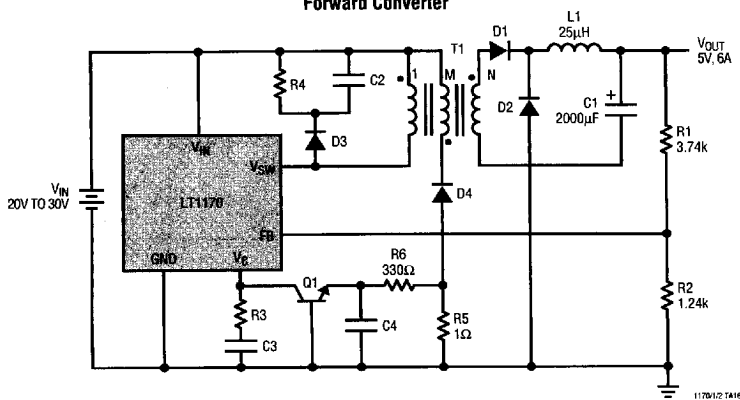 Forward Converter
D1
L1
25µH
VOUT
5V, 6A
T1
R4
C2
1
M
N
D2
C1
2000µF
+
R1
3.74k
D3
VIN
VSW
LT1170
VIN
20V TO 30V
D4
FB
GND
VC
R6
330Ω
Q1
R3
C3
C4
R5
1Ω
R2
1.24k
1170/1/2 TA16